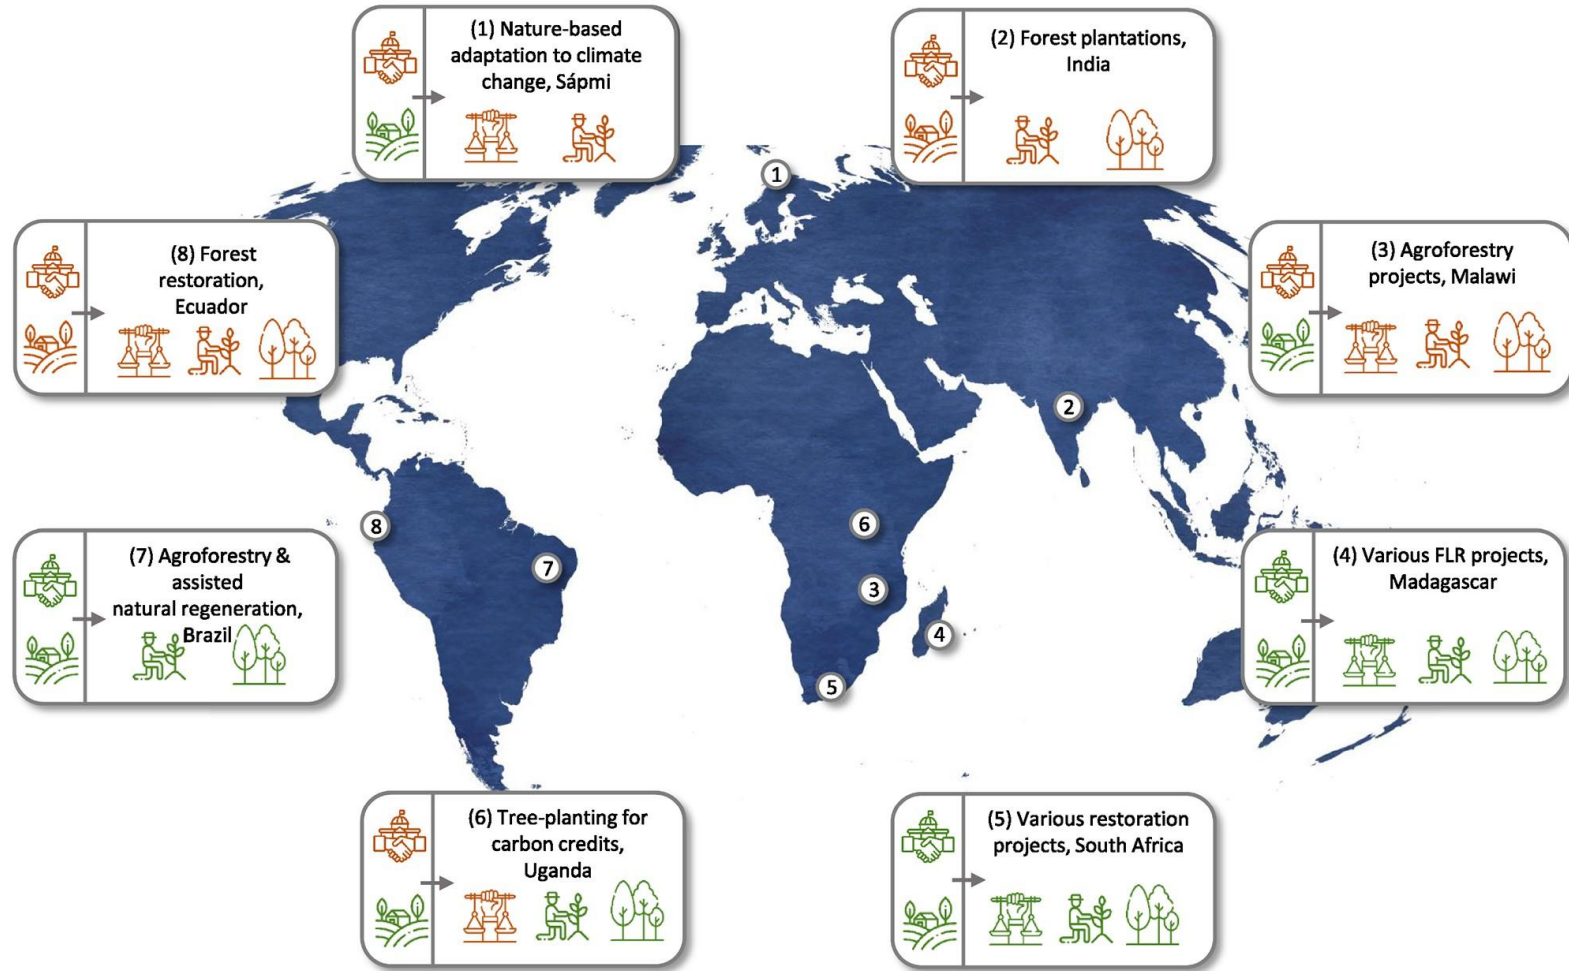 (1) Nature-based
adaptation to climate
change, Sápmi
(2) Forest plantations,
India
(8) Forest
restoration,
Ecuador
(3) Agroforestry
projects, Malawi
(7) Agroforestry &
assisted
natural regeneration,
Brazil
(4) Various FLR projects,
Madagascar
(6) Tree-planting for
carbon credits,
Uganda
(5) Various restoration
projects, South Africa
1
2
8
6
7
3
4
5